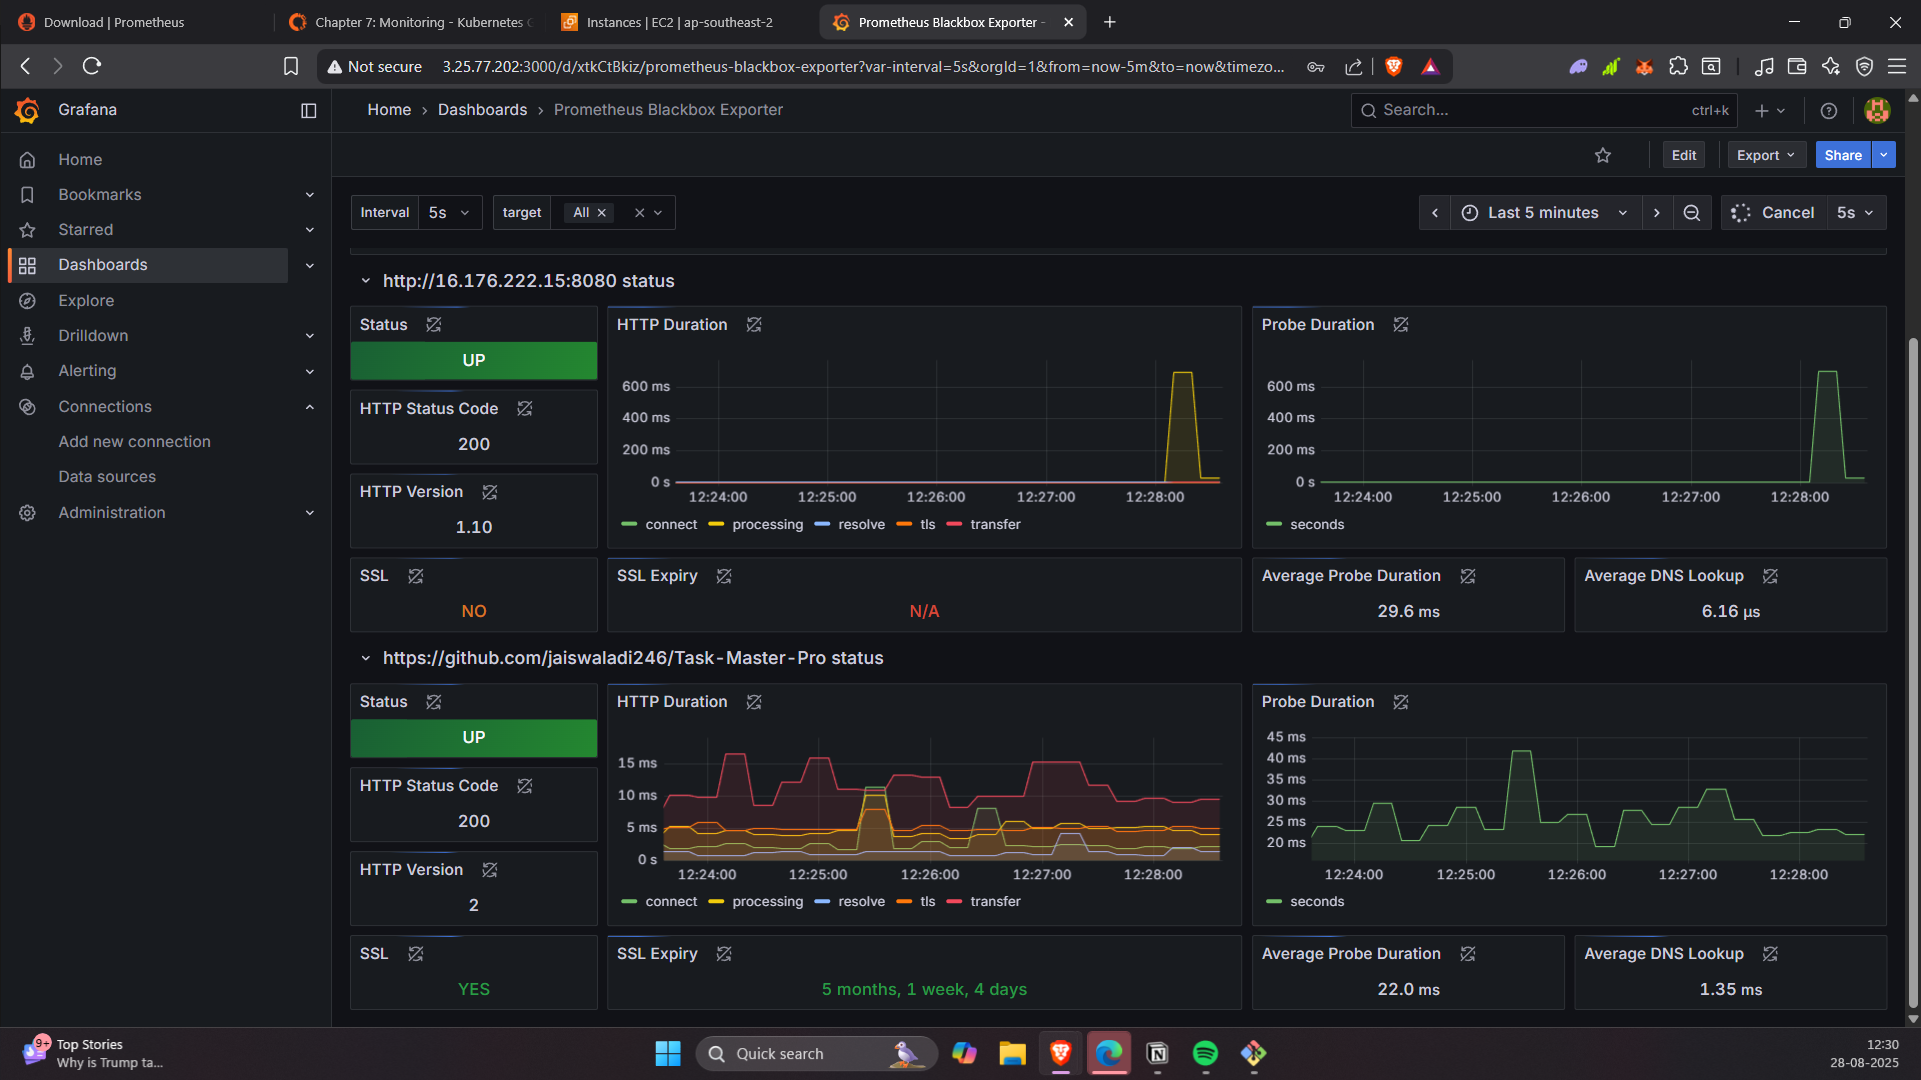 Download | Prometheus
Chapter 7: Monitoring - Kubernetes
Instances | EC2 | ap-southeast-2
Prometheus Blackbox Exporter -
Not secure
3.25.77.202:3000/d/xtkCtBkiz/prometheus-blackbox-exporter?var-interval=5s&orgId=1&from=now-5m&to=now&timezo...
Grafana
Home › Dashboards › Prometheus Blackbox Exporter
Search...
ctrl+k
Home
Bookmarks
Starred
Dashboards
Explore
Drilldown
Alerting
Connections
Add new connection
Data sources
Administration
Edit
Export
Share
Interval
5s
target
All
Last 5 minutes
Cancel
5s
http://16.176.222.15:8080 status
Status
UP
HTTP Status Code
200
HTTP Version
1.10
HTTP Duration
600 ms
400 ms
200 ms
0 s
12:24:00 12:25:00 12:26:00 12:27:00 12:28:00
connect processing resolve tls transfer
Probe Duration
600 ms
400 ms
200 ms
0 s
12:24:00 12:25:00 12:26:00 12:27:00 12:28:00
seconds
SSL
NO
SSL Expiry
N/A
Average Probe Duration
29.6 ms
Average DNS Lookup
6.16 µs
https://github.com/jaiswaladi246/Task-Master-Pro status
Status
UP
HTTP Status Code
200
HTTP Version
2
HTTP Duration
15 ms
10 ms
5 ms
0 s
12:24:00 12:25:00 12:26:00 12:27:00 12:28:00
connect processing resolve tls transfer
Probe Duration
45 ms
40 ms
35 ms
30 ms
25 ms
20 ms
12:24:00 12:25:00 12:26:00 12:27:00 12:28:00
seconds
SSL
YES
SSL Expiry
5 months, 1 week, 4 days
Average Probe Duration
22.0 ms
Average DNS Lookup
1.35 ms
9+
Top Stories
Why is Trump ta...
Quick search
12:30
28-08-2025